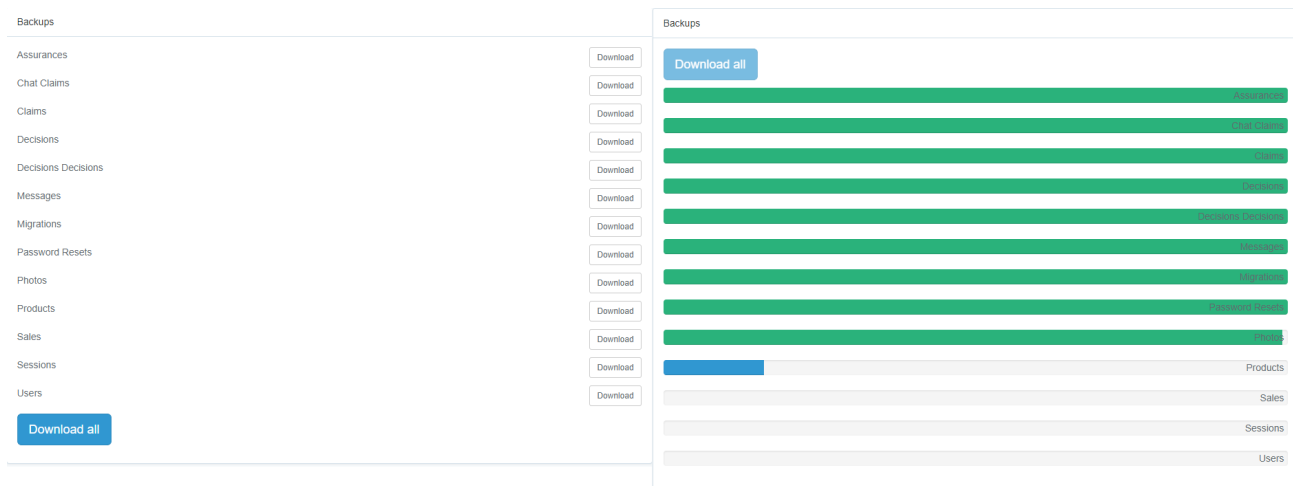 Backups
Assurances Download
Chat Claims Download
Claims Download
Decisions Download
Decisions Decisions Download
Messages Download
Migrations Download
Password Resets Download
Photos Download
Products Download
Sales Download
Sessions Download
Users Download
Download all
Backups
Download all
Assurances
Chat Claims
Claims
Decisions
Decisions Decisions
Messages
Migrations
Password Resets
Photos
Products
Sales
Sessions
Users